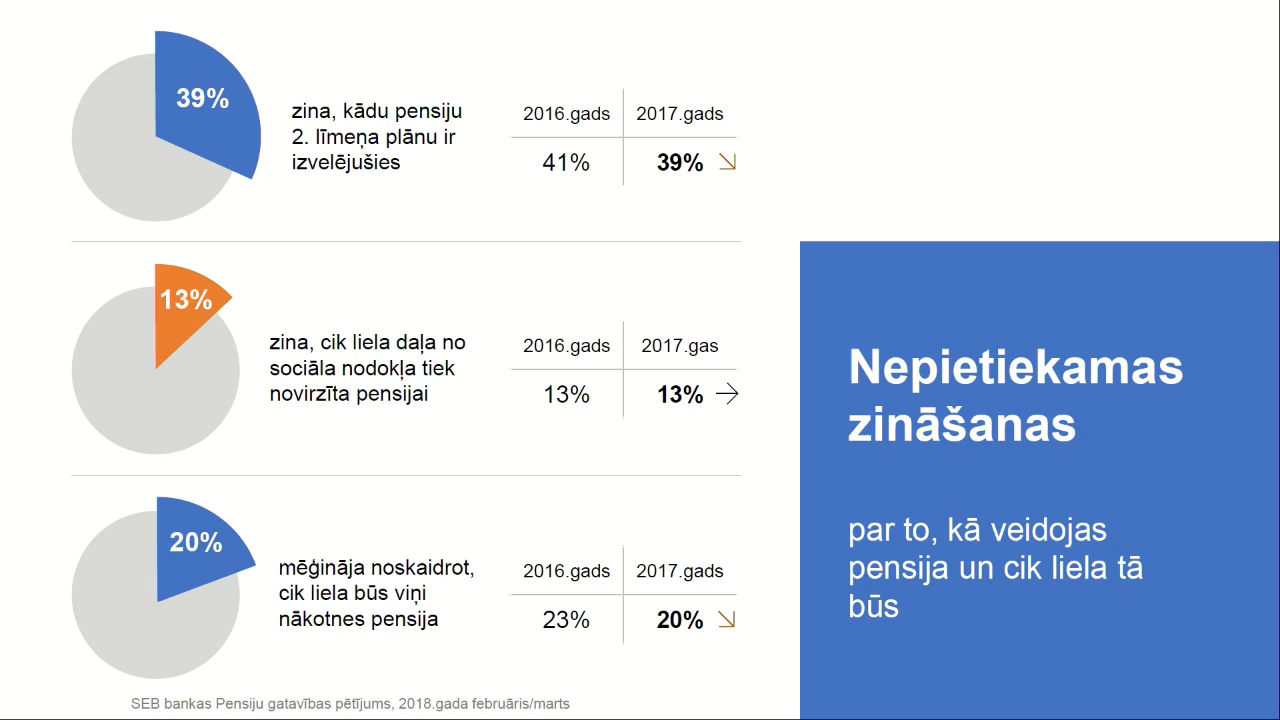 39%
zina, kādu pensiju
2. līmeņa plānu ir
izvelējušies
2016.gads 2017.gads
41% 39%
13%
zina, cik liela daļa no
sociāla nodokļa tiek
novirzīta pensijai
2016.gads 2017.gas
13% 13%
20%
mēģināja noskaidrot,
cik liela būs viņi
nākotnes pensija
2016.gads 2017.gads
23% 20%
SEB bankas Pensiju gatavības pētījums, 2018.gada februāris/marts
Nepietiekamas
zināšanas
par to, kā veidojas
pensija un cik liela tā
būs